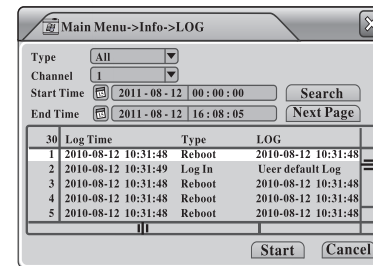 Main Menu->Info->LOG
Type All
Channel 1
Start Time 2011-08-12 00:00:00 Search
End Time 2011-08-12 16:08:05 Next Page
30 Log Time Type LOG
1 2010-08-12 10:31:48 Reboot 2010-08-12 10:31:48
2 2010-08-12 10:31:49 Log In Ueer default Log
3 2010-08-12 10:31:48 Reboot 2010-08-12 10:31:48
4 2010-08-12 10:31:48 Reboot 2010-08-12 10:31:48
5 2010-08-12 10:31:48 Reboot 2010-08-12 10:31:48
Start Cancel